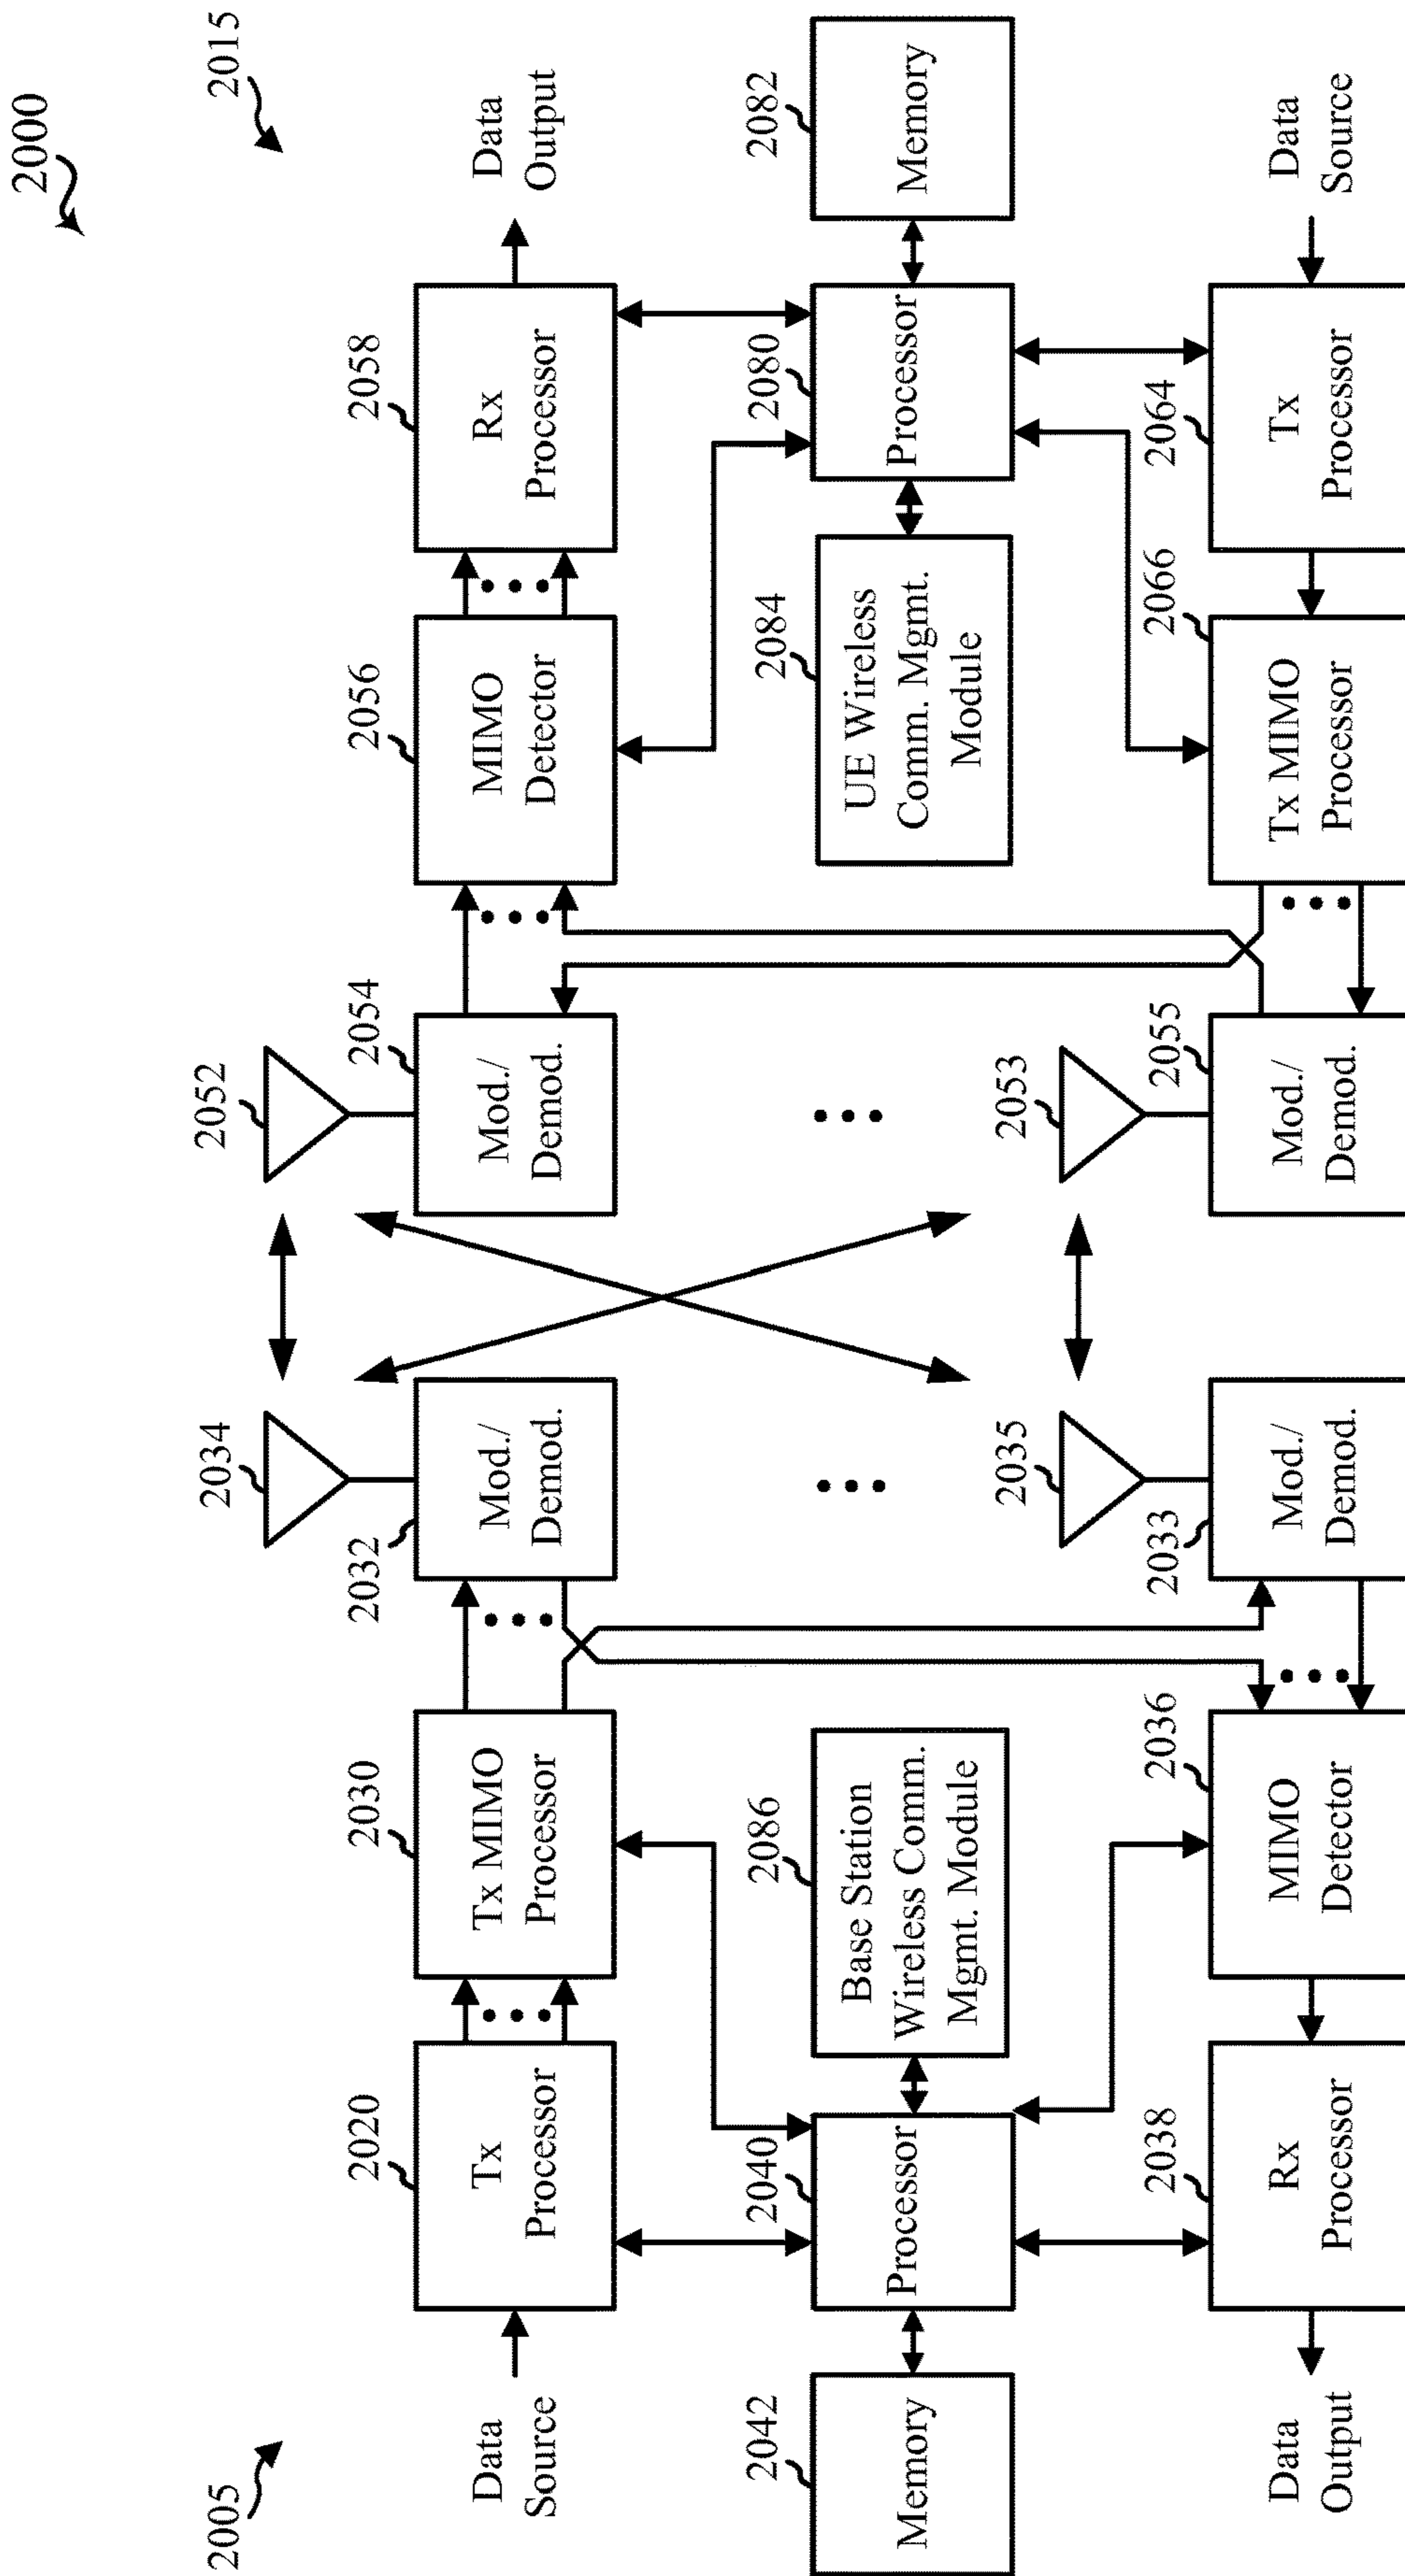 2000
2005
2015
2034
2052
2020
2030
2032
2054
2056
2058
Data
Source
Tx
Processor
Tx MIMO
Processor
Mod./
Demod.
Mod./
Demod.
MIMO
Detector
Rx
Processor
Data
Output
2042
2040
2086
2084
2080
2082
Memory
Processor
Base Station
Wireless Comm.
Mgmt. Module
UE Wireless
Comm. Mgmt.
Module
Processor
Memory
2035
2053
2038
2036
2033
2055
2066
2064
Data
Output
Rx
Processor
MIMO
Detector
Mod./
Demod.
Mod./
Demod.
Tx MIMO
Processor
Tx
Processor
Data
Source